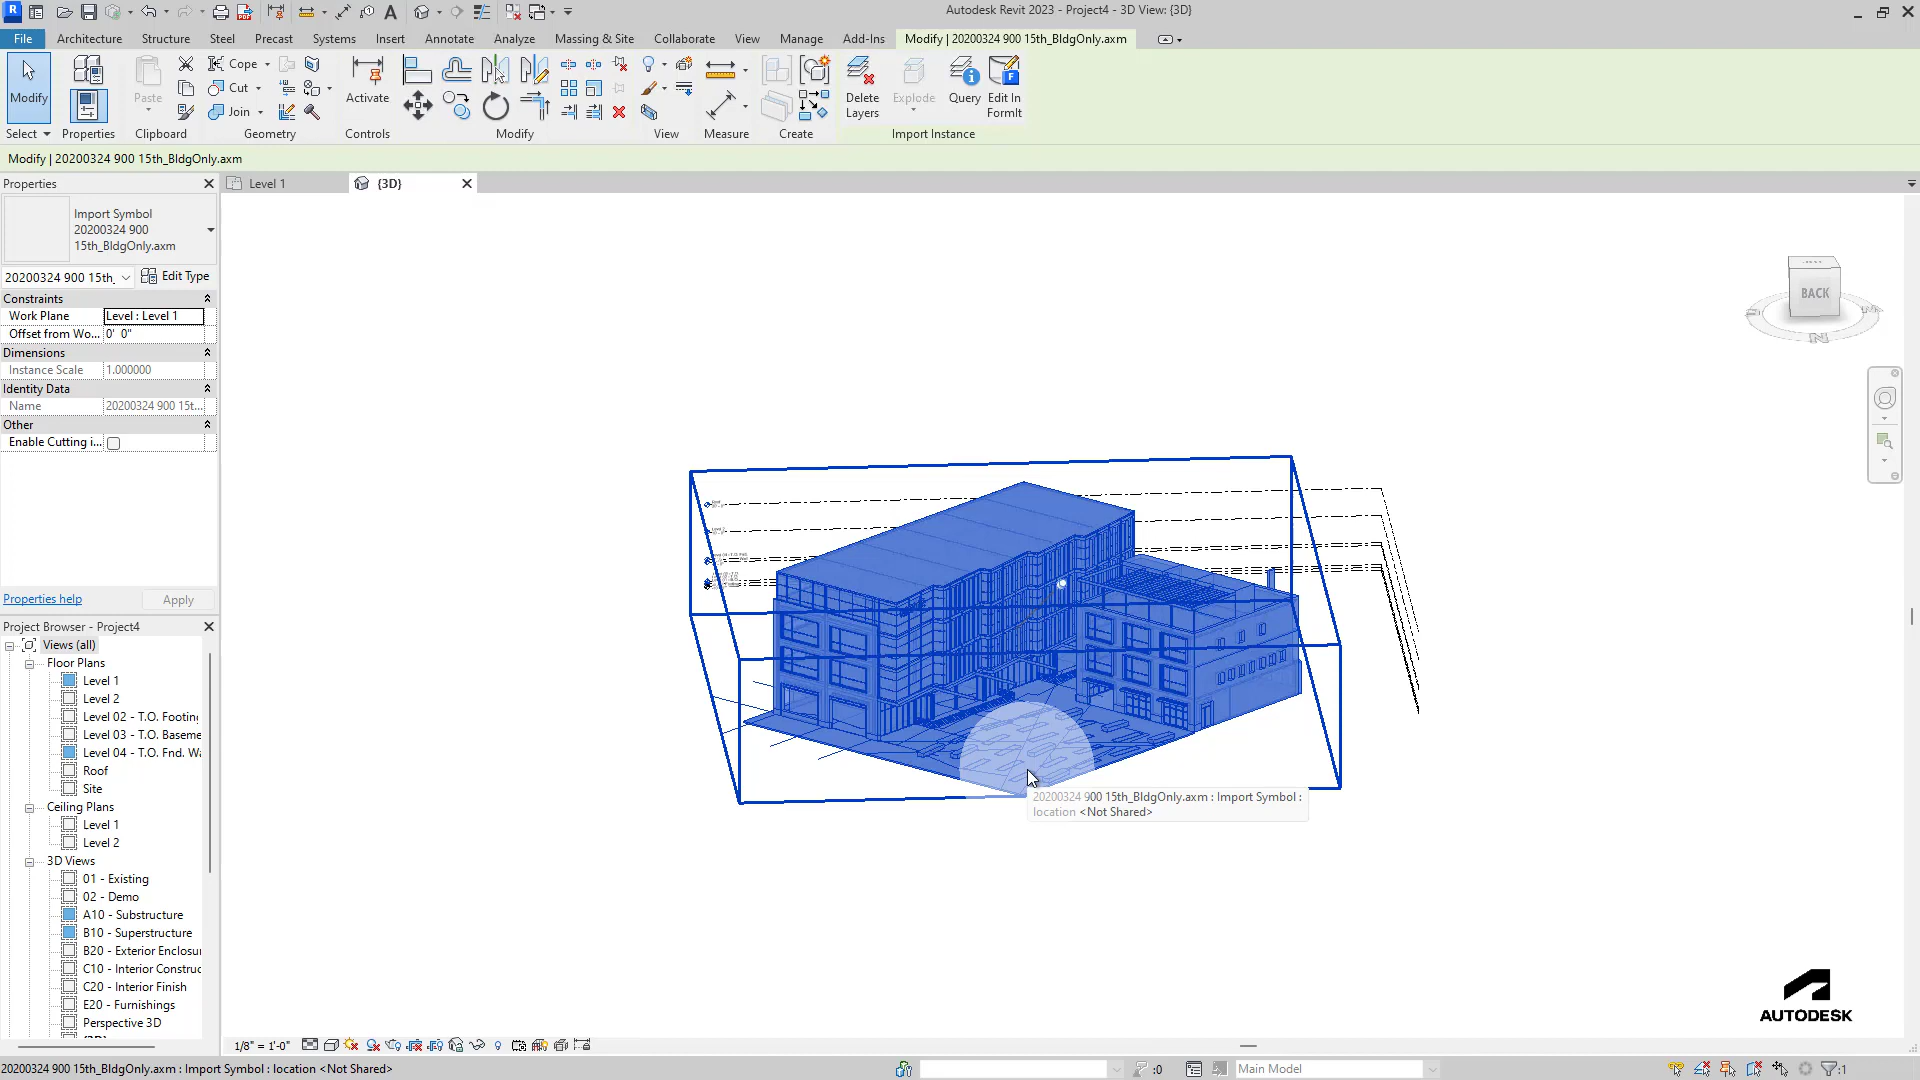 Autodesk Revit 2023 - Project4 - 3D View: {3D}
File Architecture Structure Steel Precast Systems Insert Annotate Analyze Massing & Site Collaborate View Manage Add-Ins Modify | 20200324 900 15th_BldgOnly.axm
Modify
Paste
Cope
Cut
Join
Activate
Delete Layers
Explode
Query
Edit In FormIt
Select Properties Clipboard Geometry Controls Modify View Measure Create Import Instance
Modify | 20200324 900 15th_BldgOnly.axm
Properties
Level 1
{3D}
Import Symbol
20200324 900
15th_BldgOnly.axm
20200324 900 15th_
Edit Type
Constraints
Work Plane Level : Level 1
Offset from Wo... 0' 0"
Dimensions
Instance Scale 1.000000
Identity Data
Name 20200324 900 15t...
Other
Enable Cutting i...
Properties help
Apply
Project Browser - Project4
Views (all)
Floor Plans
Level 1
Level 2
Level 02 - T.O. Footing
Level 03 - T.O. Baseme
Level 04 - T.O. Fnd. Wa
Roof
Site
Ceiling Plans
Level 1
Level 2
3D Views
01 - Existing
02 - Demo
A10 - Substructure
B10 - Superstructure
B20 - Exterior Enclosu
C10 - Interior Construc
C20 - Interior Finish
E20 - Furnishings
Perspective 3D
{3D}
BACK
N
20200324 900 15th_BldgOnly.axm : Import Symbol :
location <Not Shared>
AUTODESK
1/8" = 1'-0"
20200324 900 15th_BldgOnly.axm : Import Symbol : location <Not Shared>
:0
Main Model
:1